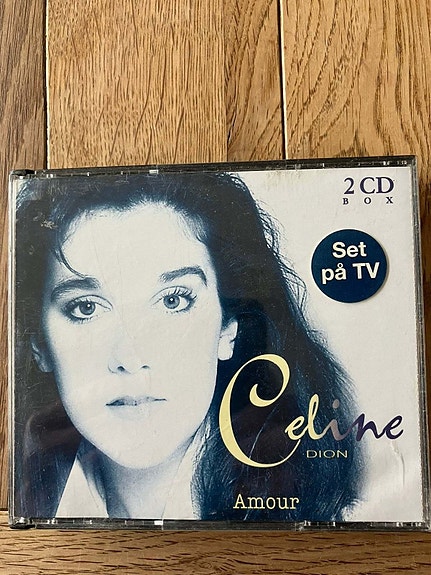 2 CD
BOX
Set
på TV
Celine
DION
Amour